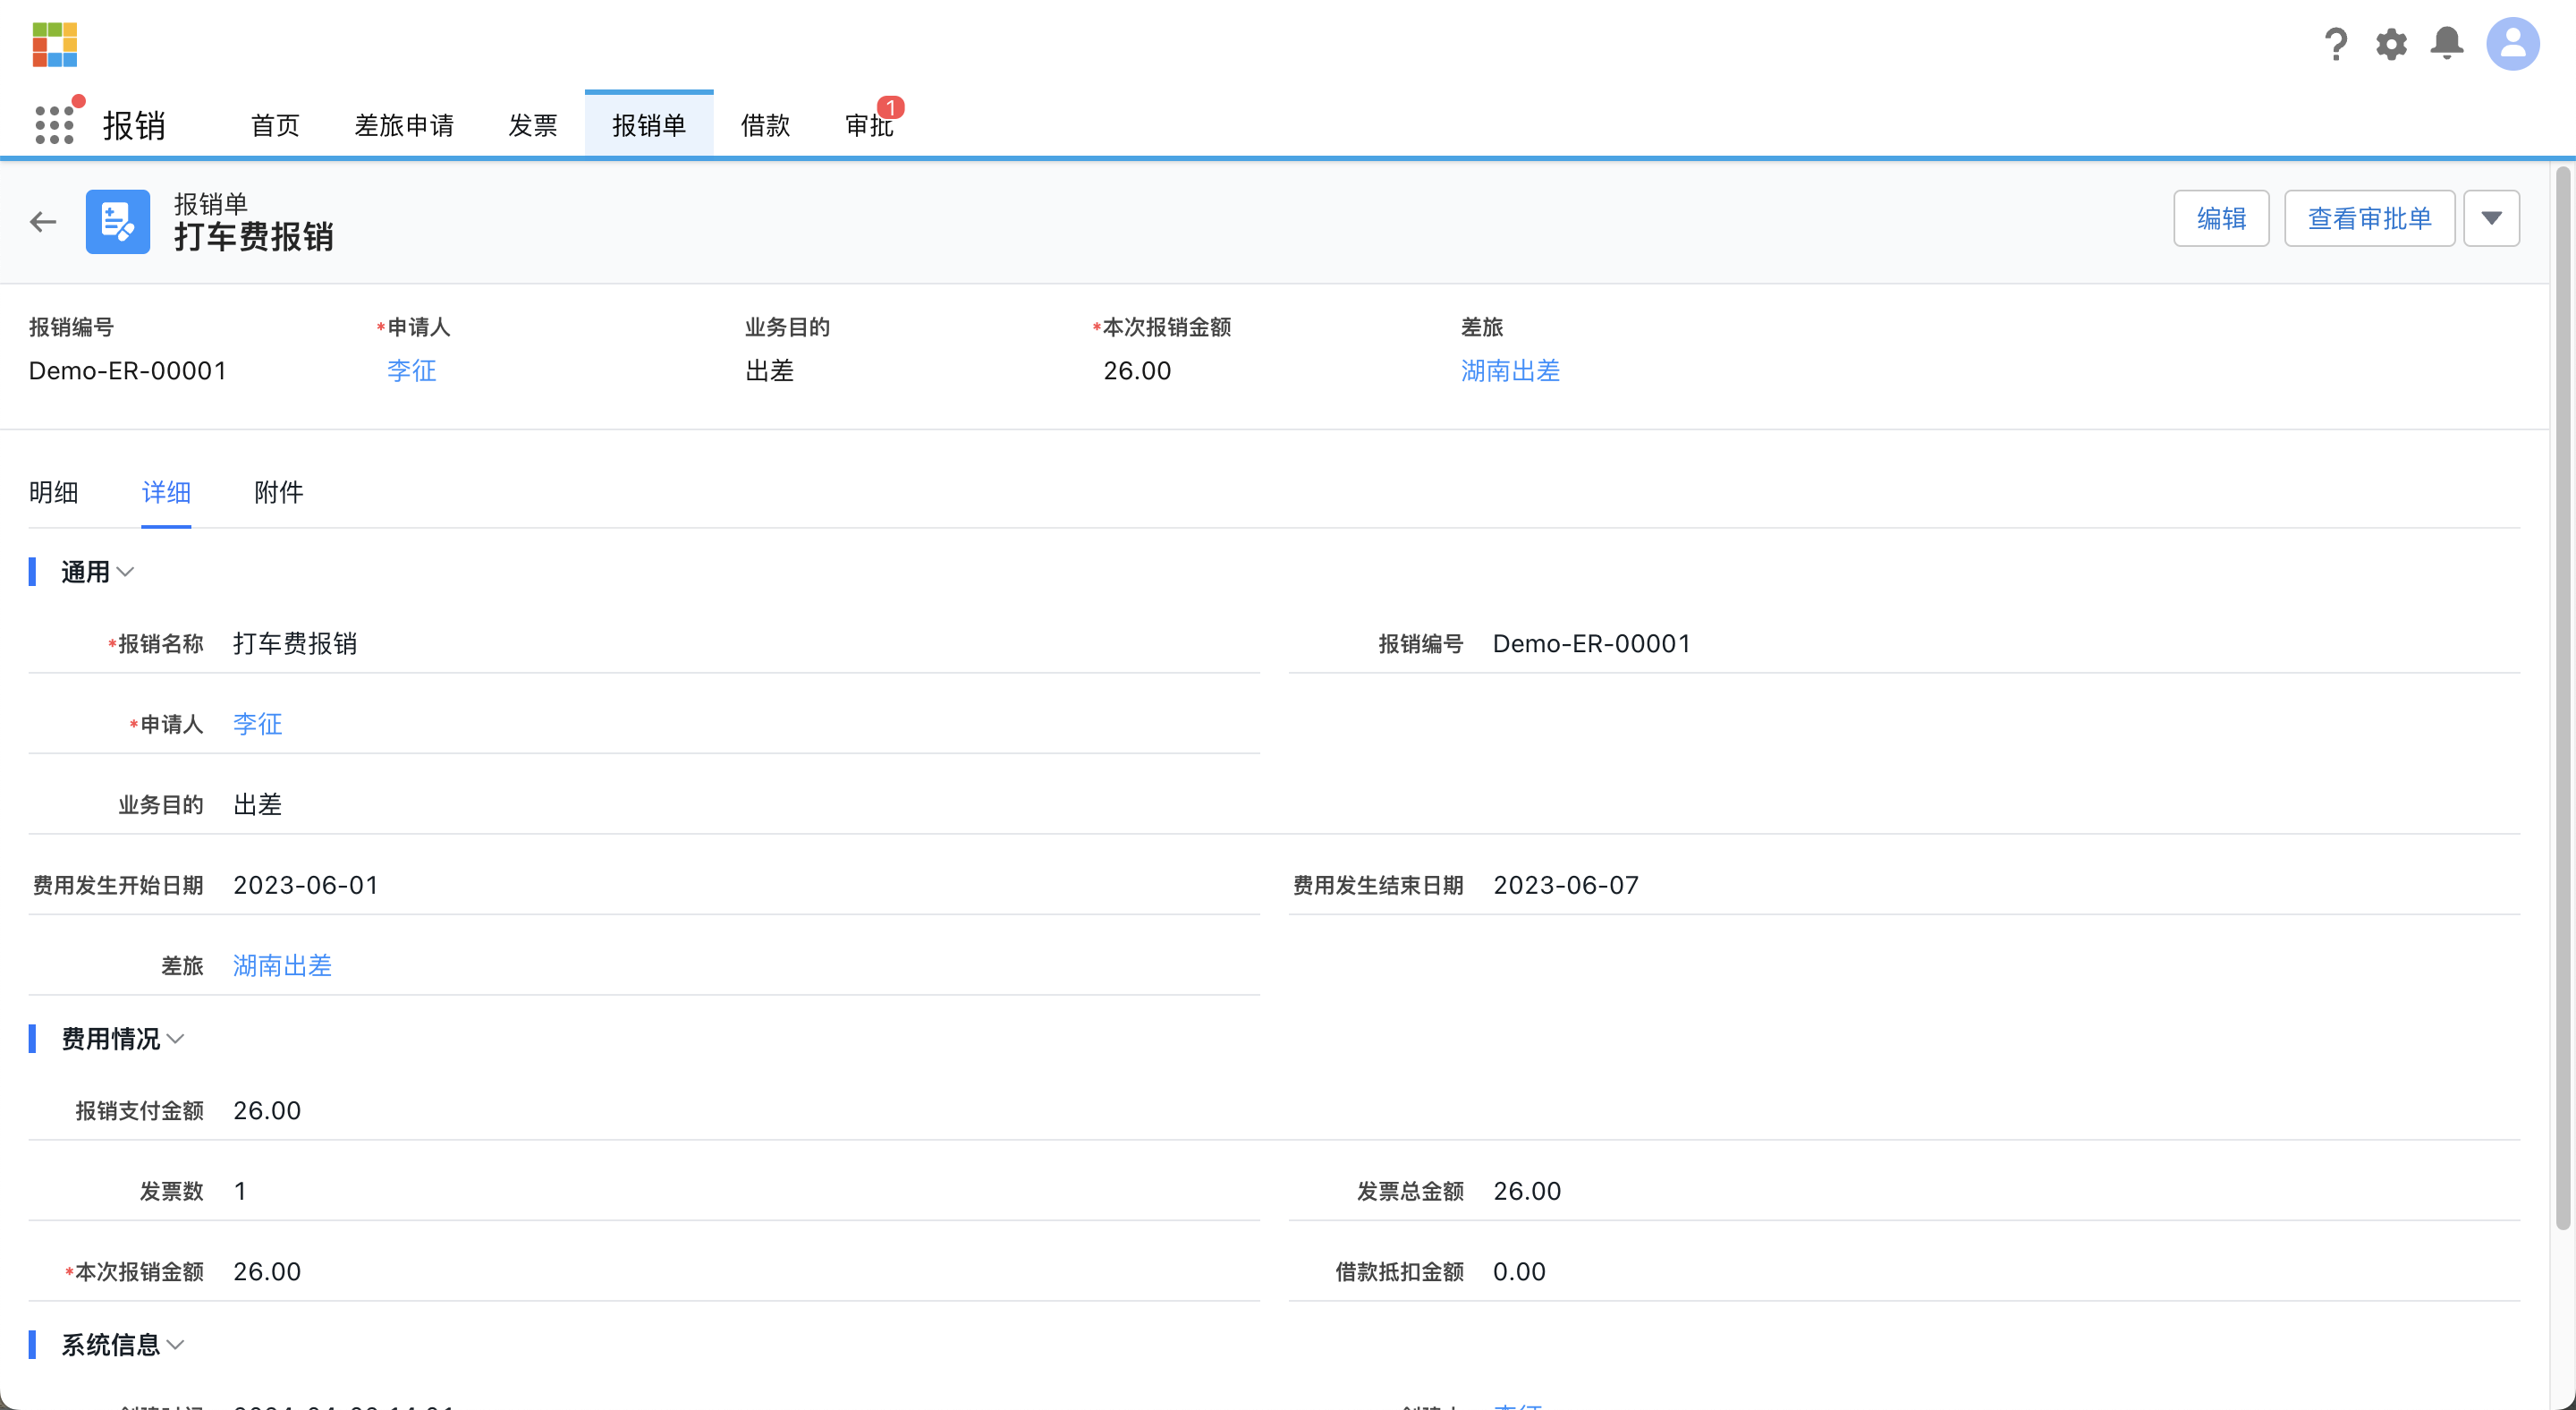 报销
首页
差旅申请
发票
报销单
借款
审批
1
报销单
打车费报销
编辑
查看审批单
报销编号
*申请人
业务目的
*本次报销金额
差旅
Demo-ER-00001
李征
出差
26.00
湖南出差
明细
详细
附件
通用
*报销名称 打车费报销
报销编号 Demo-ER-00001
*申请人 李征
业务目的 出差
费用发生开始日期 2023-06-01
费用发生结束日期 2023-06-07
差旅 湖南出差
费用情况
报销支付金额 26.00
发票数 1
发票总金额 26.00
*本次报销金额 26.00
借款抵扣金额 0.00
系统信息